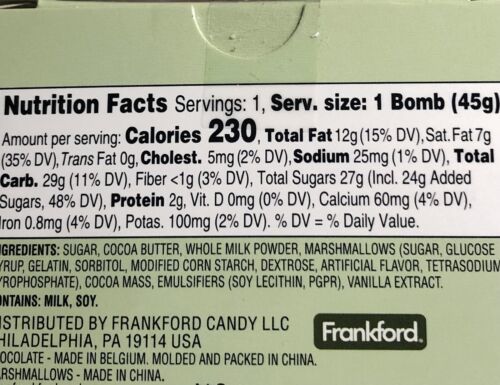 Nutrition Facts Servings: 1, Serv. size: 1 Bomb (45g)
Amount per serving: Calories 230, Total Fat 12g (15% DV), Sat. Fat 7g
(35% DV), Trans Fat 0g, Cholest. 5mg (2% DV), Sodium 25mg (1% DV), Total
Carb. 29g (11% DV), Fiber <1g (3% DV), Total Sugars 27g (Incl. 24g Added
Sugars, 48% DV), Protein 2g, Vit. D 0mg (0% DV), Calcium 60mg (4% DV),
Iron 0.8mg (4% DV), Potas. 100mg (2% DV). % DV = % Daily Value.
INGREDIENTS: SUGAR, COCOA BUTTER, WHOLE MILK POWDER, MARSHMALLOWS (SUGAR, GLUCOSE
SYRUP, GELATIN, SORBITOL, MODIFIED CORN STARCH, DEXTROSE, ARTIFICIAL FLAVOR, TETRASODIUM
PYROPHOSPHATE), COCOA MASS, EMULSIFIERS (SOY LECITHIN, PGPR), VANILLA EXTRACT.
CONTAINS: MILK, SOY.
DISTRIBUTED BY FRANKFORD CANDY LLC
PHILADELPHIA, PA 19114 USA
CHOCOLATE - MADE IN BELGIUM. MOLDED AND PACKED IN CHINA.
MARSHMALLOWS - MADE IN CHINA.
Frankford.